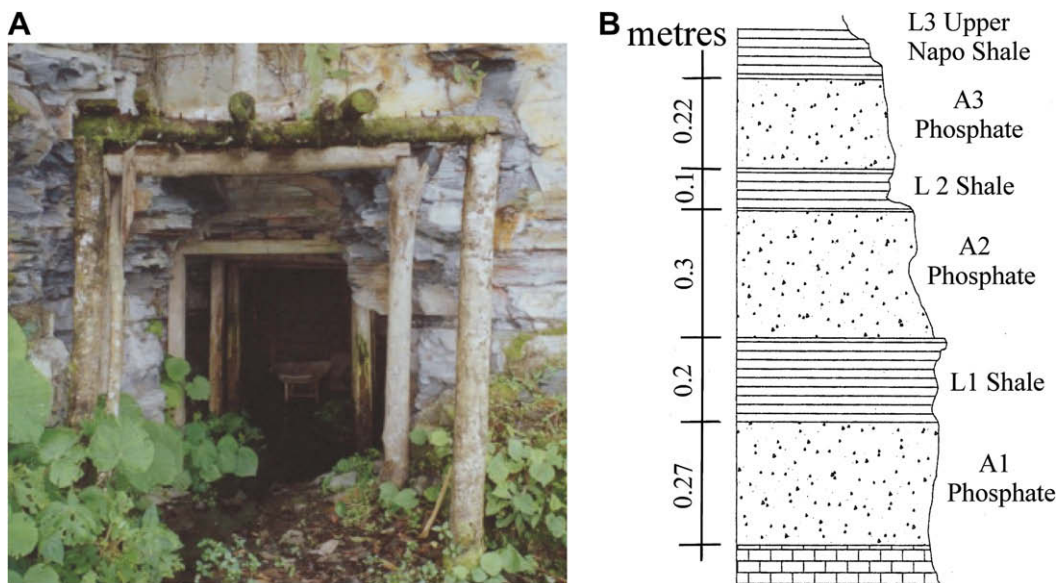 A
B
metres
L3 Upper
Napo Shale
0.22
A3
Phosphate
0.1
L 2 Shale
0.3
A2
Phosphate
0.2
L1 Shale
0.27
A1
Phosphate